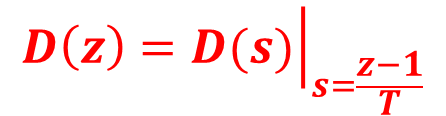 D(z) = D(s)|s=z−1/T